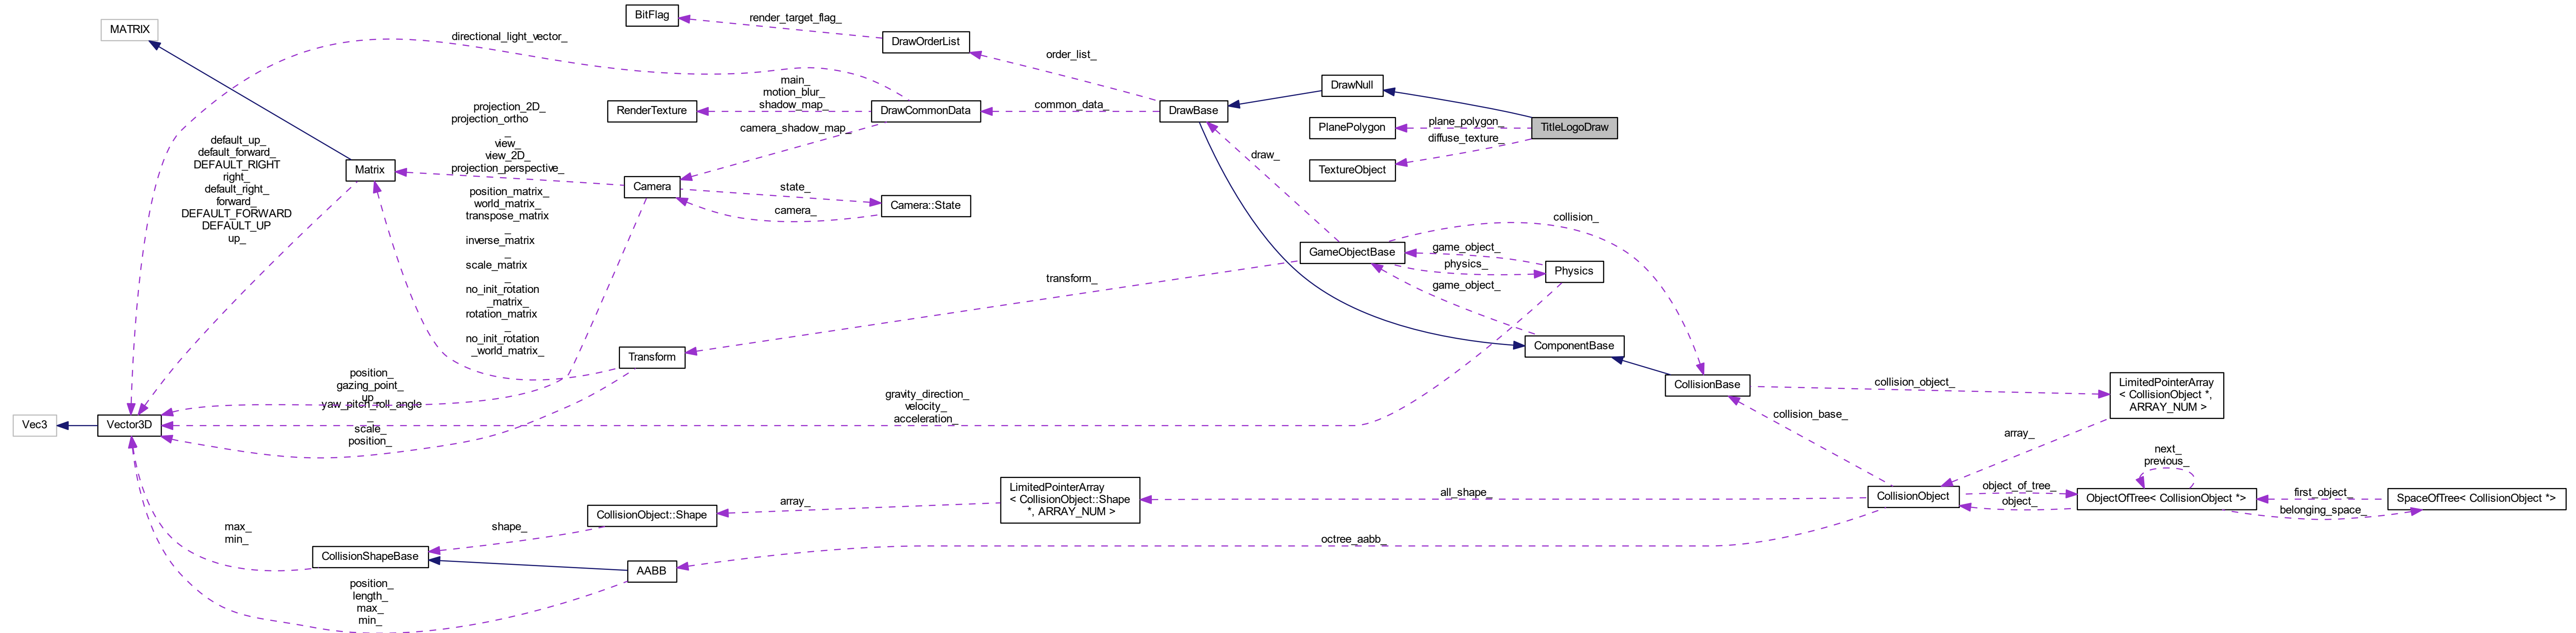 BitFlag
render_target_flag_
MATRIX
directional_light_vector_
DrawOrderList
order_list_
main_
motion_blur_
shadow_map_
RenderTexture
DrawCommonData
common_data_
DrawBase
DrawNull
PlanePolygon
plane_polygon_
TitleLogoDraw
diffuse_texture_
TextureObject
camera_shadow_map_
projection_2D_
projection_ortho
_
view_
view_2D_
projection_perspective_
default_up_
default_forward_
DEFAULT_RIGHT
right_
default_right_
forward_
DEFAULT_FORWARD
DEFAULT_UP
up_
Matrix
Camera
state_
camera_
Camera::State
draw_
position_matrix_
world_matrix_
transpose_matrix
_
inverse_matrix
_
scale_matrix
_
no_init_rotation
_matrix_
rotation_matrix
_
no_init_rotation
_world_matrix_
collision_
GameObjectBase
game_object_
physics_
Physics
game_object_
transform_
Transform
ComponentBase
position_
gazing_point_
up_
yaw_pitch_roll_angle
_
scale_
position_
gravity_direction_
velocity_
acceleration_
CollisionBase
collision_object_
LimitedPointerArray
< CollisionObject *,
ARRAY_NUM >
Vec3
Vector3D
collision_base_
array_
next_
previous_
LimitedPointerArray
< CollisionObject::Shape
*, ARRAY_NUM >
all_shape_
CollisionObject
object_of_tree_
object_
ObjectOfTree< CollisionObject *>
first_object_
belonging_space_
SpaceOfTree< CollisionObject *>
array_
CollisionObject::Shape
shape_
max_
min_
CollisionShapeBase
octree_aabb_
AABB
position_
length_
max_
min_